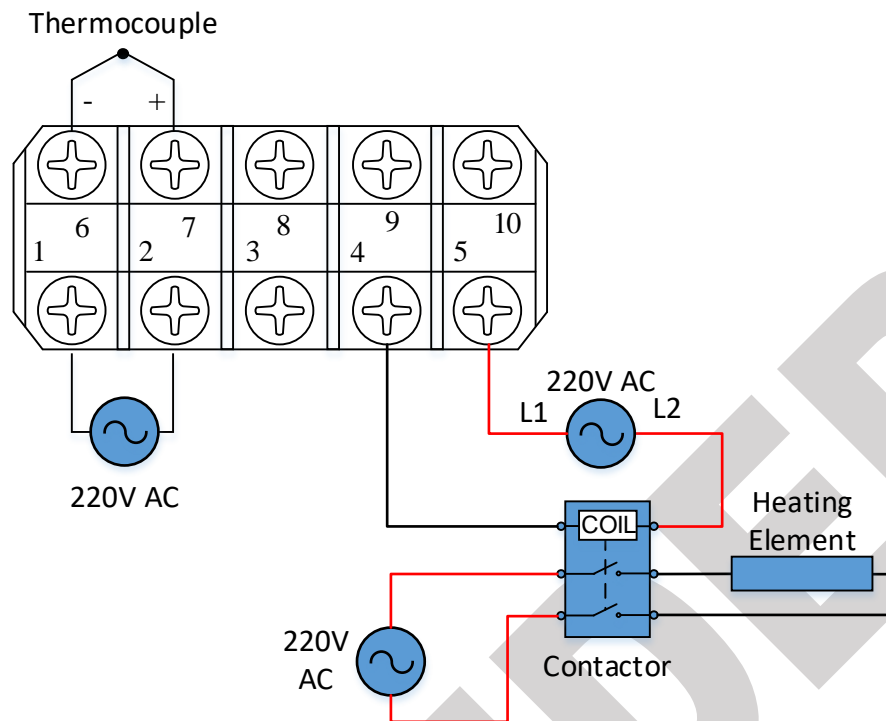 Thermocouple
- +
6 7 8 9 10
1 2 3 4 5
220V AC
L1 L2
220V AC
COIL
Heating
Element
220V
AC
Contactor